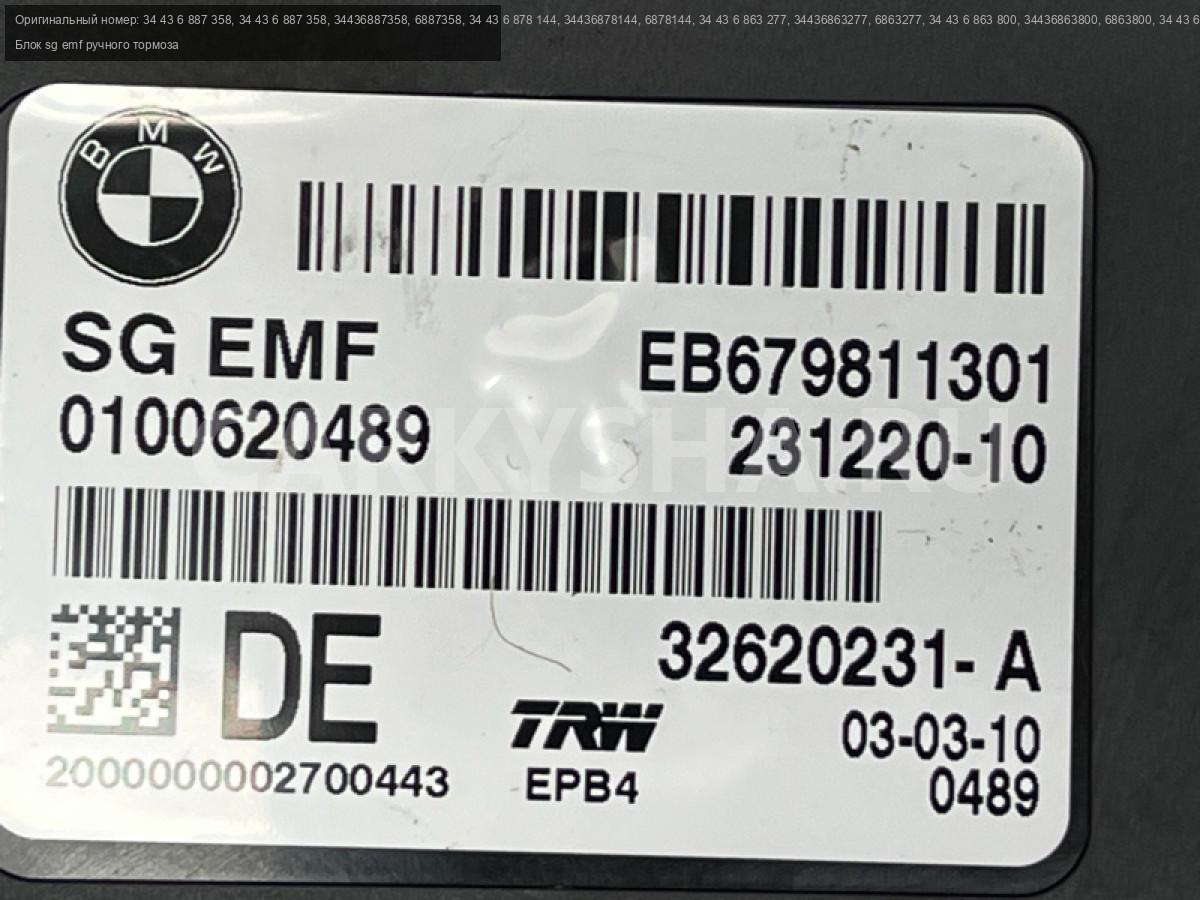 Оригинальный номер: 34 43 6 887 358, 34 43 6 887 358, 34436887358, 6887358, 34 43 6 878 144, 34436878144, 6878144, 34 43 6 863 277, 34436863277, 6863277, 34 43 6 863 800, 34436863800, 6863800, 34 43 6
Блок sg emf ручного тормоза
BMW
SG EMF
EB679811301
0100620489
231220-10
CARKYSHA.RU
DE
32620231- A
TRW
03-03-10
2000000002700443
EPB4
0489